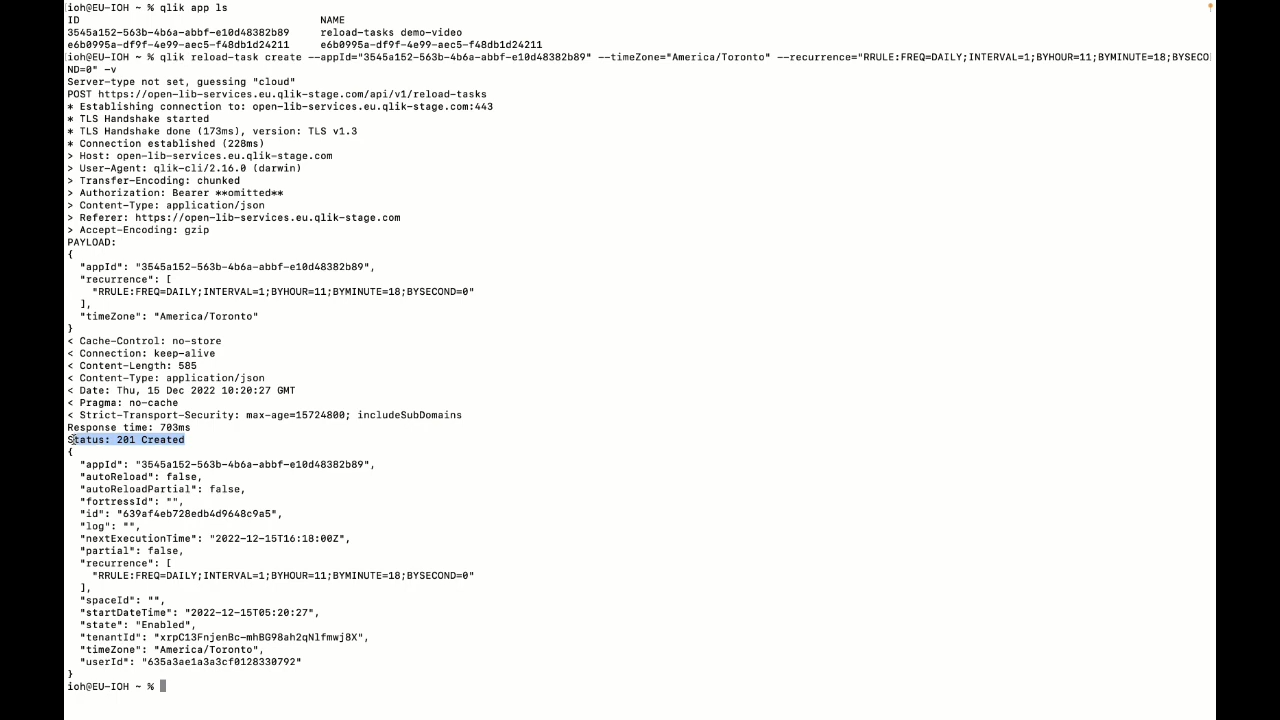 ioh@EU-IOH ~ % qlik app ls
ID NAME
3545a152-563b-4b6a-abbf-e10d48382b89 reload-tasks demo-video
e6b0995a-df9f-4e99-aec5-f48db1d24211 e6b0995a-df9f-4e99-aec5-f48db1d24211
ioh@EU-IOH ~ % qlik reload-task create --appId="3545a152-563b-4b6a-abbf-e10d48382b89" --timeZone="America/Toronto" --recurrence="RRULE:FREQ=DAILY;INTERVAL=1;BYHOUR=11;BYMINUTE=18;BYSECO
ND=0" -v
Server-type not set, guessing "cloud"
POST https://open-lib-services.eu.qlik-stage.com/api/v1/reload-tasks
* Establishing connection to: open-lib-services.eu.qlik-stage.com:443
* TLS Handshake started
* TLS Handshake done (173ms), version: TLS v1.3
* Connection established (228ms)
> Host: open-lib-services.eu.qlik-stage.com
> User-Agent: qlik-cli/2.16.0 (darwin)
> Transfer-Encoding: chunked
> Authorization: Bearer **omitted**
> Content-Type: application/json
> Referer: https://open-lib-services.eu.qlik-stage.com
> Accept-Encoding: gzip
PAYLOAD:
{
"appId": "3545a152-563b-4b6a-abbf-e10d48382b89",
"recurrence": [
"RRULE:FREQ=DAILY;INTERVAL=1;BYHOUR=11;BYMINUTE=18;BYSECOND=0"
],
"timeZone": "America/Toronto"
}
< Cache-Control: no-store
< Connection: keep-alive
< Content-Length: 585
< Content-Type: application/json
< Date: Thu, 15 Dec 2022 10:20:27 GMT
< Pragma: no-cache
< Strict-Transport-Security: max-age=15724800; includeSubDomains
Response time: 703ms
Status: 201 Created
{
"appId": "3545a152-563b-4b6a-abbf-e10d48382b89",
"autoReload": false,
"autoReloadPartial": false,
"fortressId": "",
"id": "639af4eb728edb4d9648c9a5",
"log": "",
"nextExecutionTime": "2022-12-15T16:18:00Z",
"partial": false,
"recurrence": [
"RRULE:FREQ=DAILY;INTERVAL=1;BYHOUR=11;BYMINUTE=18;BYSECOND=0"
],
"spaceId": "",
"startDateTime": "2022-12-15T05:20:27",
"state": "Enabled",
"tenantId": "xrpC13FnjenBc-mhBG98ah2qNlfmwj8X",
"timeZone": "America/Toronto",
"userId": "635a3ae1a3a3cf0128330792"
}
ioh@EU-IOH ~ %